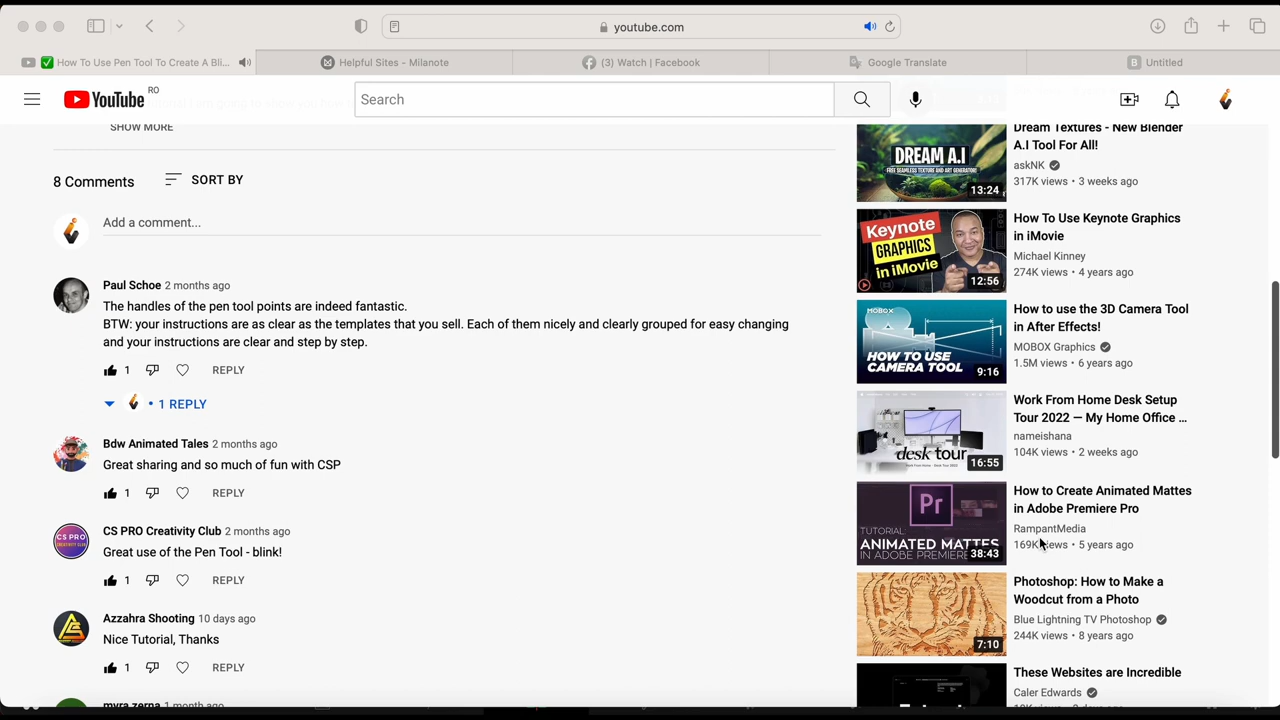 youtube.com
How To Use Pen Tool To Create A Bli...
Helpful Sites - Milanote
(3) Watch | Facebook
Google Translate
B Untitled
YouTube RO
Search
SHOW MORE
8 Comments
SORT BY
Add a comment...
Paul Schoe 2 months ago
The handles of the pen tool points are indeed fantastic.
BTW: your instructions are as clear as the templates that you sell. Each of them nicely and clearly grouped for easy changing
and your instructions are clear and step by step.
1 REPLY
• 1 REPLY
Bdw Animated Tales 2 months ago
Great sharing and so much of fun with CSP
1 REPLY
CS PRO
CS PRO Creativity Club 2 months ago
Great use of the Pen Tool - blink!
1 REPLY
Azzahra Shooting 10 days ago
Nice Tutorial, Thanks
1 REPLY
myra zerna 1 month ago
DREAM A.I
FREE SEAMLESS TEXTURE AND ART GENERATOR!
13:24
Dream Textures - New Blender
A.I Tool For All!
askNK
317K views • 3 weeks ago
Keynote
GRAPHICS
in iMovie
12:56
How To Use Keynote Graphics
in iMovie
Michael Kinney
274K views • 4 years ago
MOBOX
HOW TO USE
CAMERA TOOL
9:16
How to use the 3D Camera Tool
in After Effects!
MOBOX Graphics
1.5M views • 6 years ago
desk tour
16:55
Work From Home Desk Setup
Tour 2022 — My Home Office ...
nameishana
104K views • 2 weeks ago
Pr
TUTORIAL:
ANIMATED MATTES
IN ADOBE PREMIERE
38:43
How to Create Animated Mattes
in Adobe Premiere Pro
RampantMedia
169K views • 5 years ago
7:10
Photoshop: How to Make a
Woodcut from a Photo
Blue Lightning TV Photoshop
244K views • 8 years ago
These Websites are Incredible
Caler Edwards